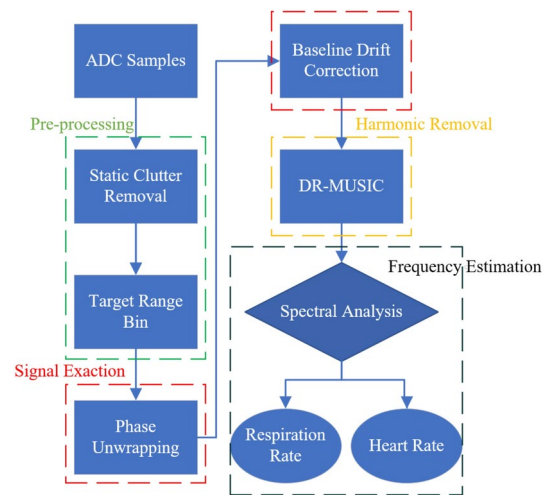 ADC Samples
Pre-processing
Static Clutter
Removal
Target Range
Bin
Signal Exaction
Phase
Unwrapping
Baseline Drift
Correction
Harmonic Removal
DR-MUSIC
Frequency Estimation
Spectral Analysis
Respiration
Rate
Heart Rate